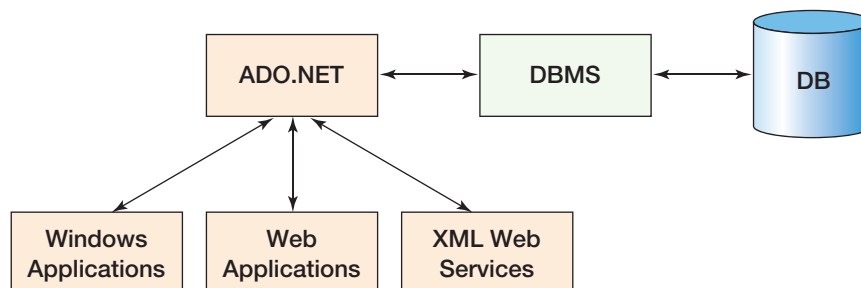 ADO.NET
DBMS
DB
Windows
Applications
Web
Applications
XML Web
Services